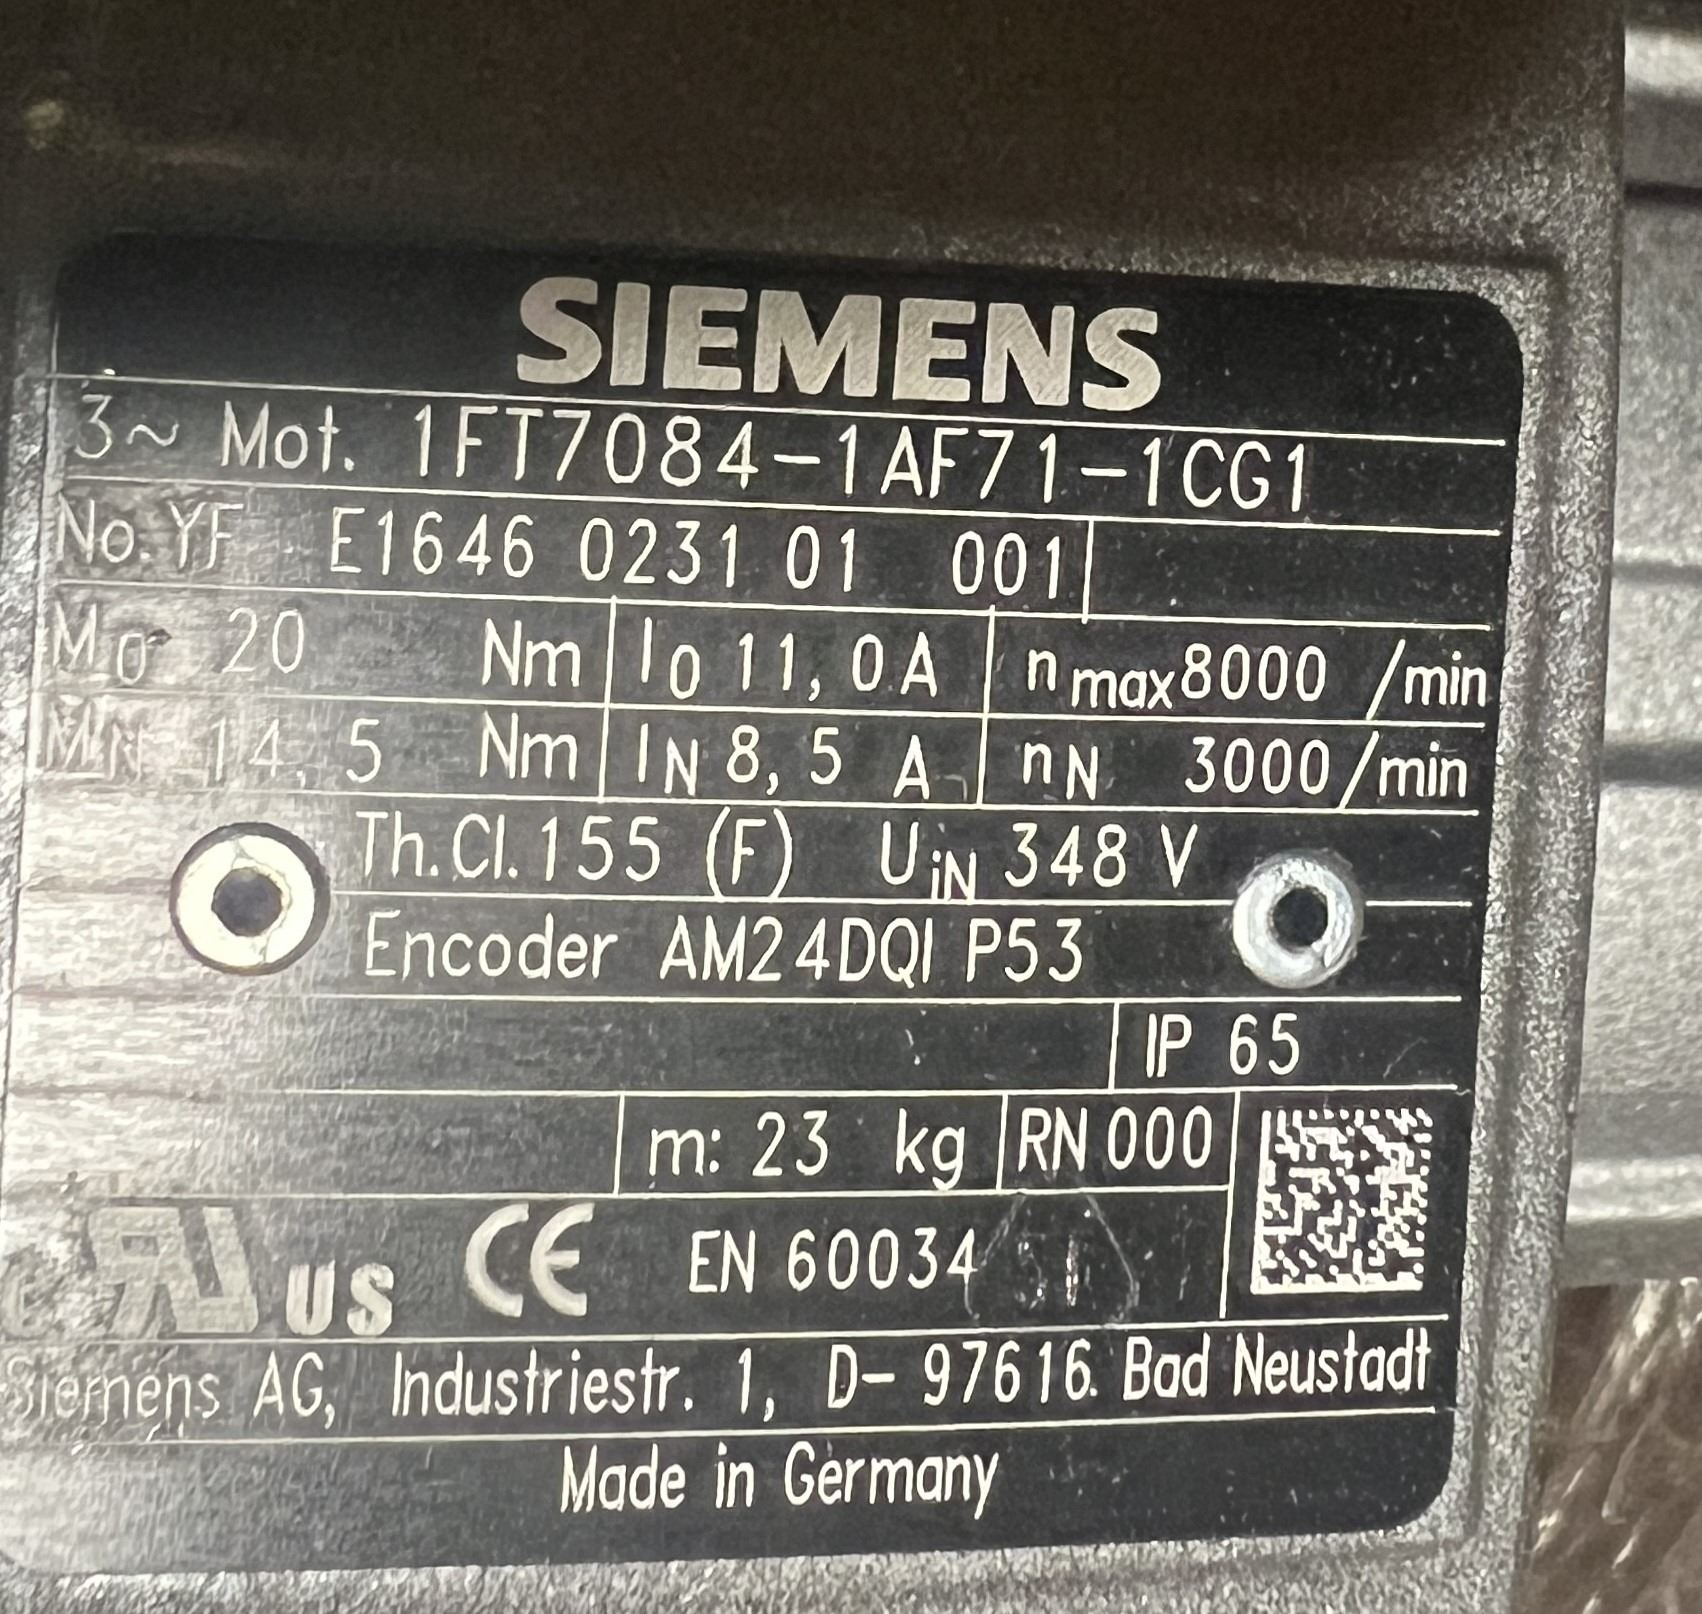 SIEMENS
3~ Mot. 1FT7084-1AF71-1CG1
No. YF E1646 0231 01 001
M0 20 Nm I0 11,0 A nmax 8000 /min
MN 14,5 Nm IN 8,5 A nN 3000/min
Th.Cl.155 (F) UiN 348 V
Encoder AM24DQI P53
IP 65
m: 23 kg RN 000
c RU US CE EN 60034
Siemens AG, Industriestr. 1, D-97616 Bad Neustadt
Made in Germany